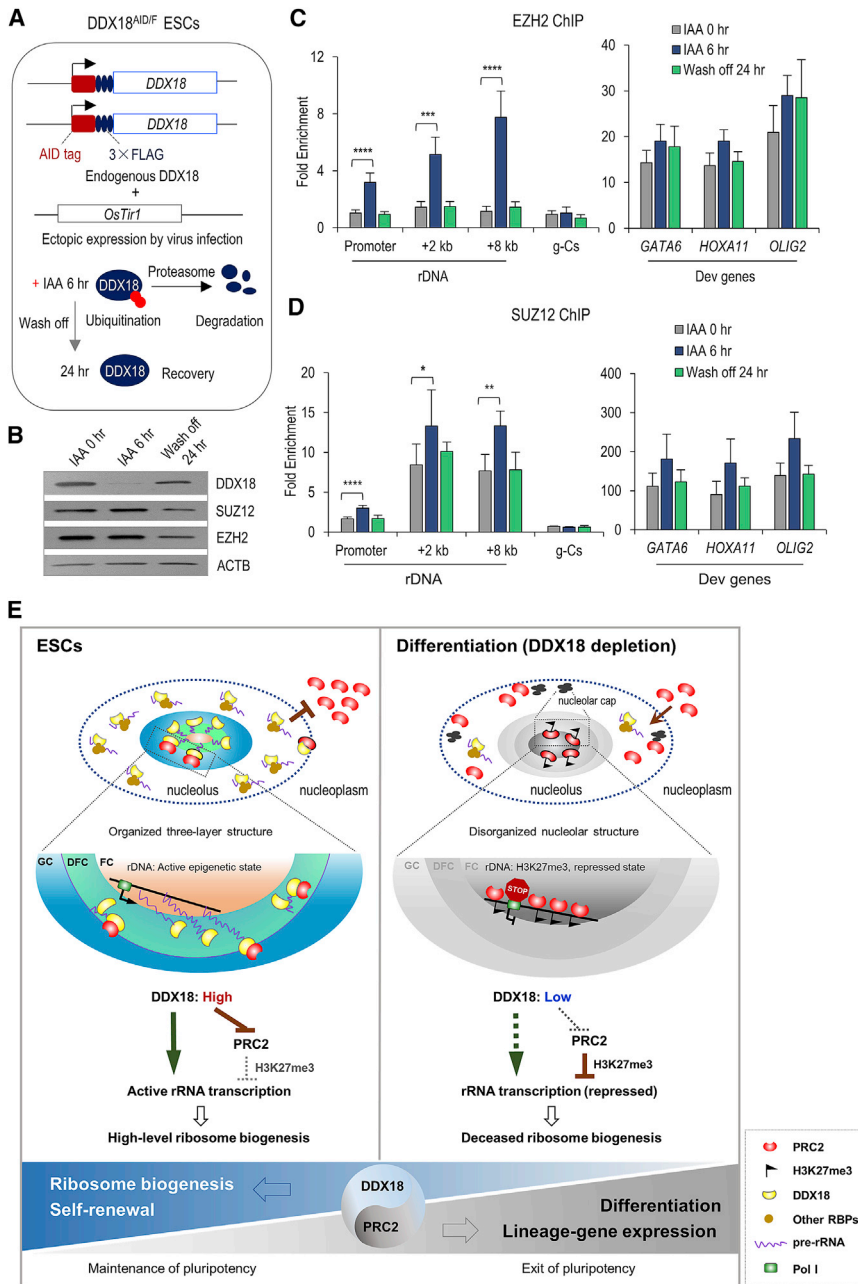 A
DDX18AID/F ESCs
DDX18
DDX18
AID tag
3×FLAG
Endogenous DDX18
+
OsTir1
Ectopic expression by virus infection
+ IAA 6 hr
DDX18
Proteasome
Wash off
Ubiquitination
Degradation
24 hr
DDX18
Recovery
B
IAA 0 hr
IAA 6 hr
Wash off
24 hr
DDX18
SUZ12
EZH2
ACTB
C
EZH2 ChIP
Fold Enrichment
12
8
4
0
****
***
****
Promoter
+2 kb
+8 kb
g-Cs
rDNA
IAA 0 hr
IAA 6 hr
Wash off 24 hr
40
30
20
10
0
GATA6
HOXA11
OLIG2
Dev genes
D
SUZ12 ChIP
Fold Enrichment
20
15
10
5
0
****
*
**
Promoter
+2 kb
+8 kb
g-Cs
rDNA
IAA 0 hr
IAA 6 hr
Wash off 24 hr
400
300
200
100
0
GATA6
HOXA11
OLIG2
Dev genes
E
ESCs
nucleolus
nucleoplasm
Organized three-layer structure
GC
DFC
FC
rDNA: Active epigenetic state
DDX18: High
PRC2
H3K27me3
Active rRNA transcription
High-level ribosome biogenesis
Differentiation (DDX18 depletion)
nucleolar cap
nucleolus
nucleoplasm
Disorganized nucleolar structure
GC
DFC
FC
rDNA: H3K27me3, repressed state
STOP
DDX18: Low
PRC2
H3K27me3
rRNA transcription (repressed)
Deceased ribosome biogenesis
Ribosome biogenesis
Self-renewal
DDX18
PRC2
Differentiation
Lineage-gene expression
Maintenance of pluripotency
Exit of pluripotency
PRC2
H3K27me3
DDX18
Other RBPs
pre-rRNA
Pol I